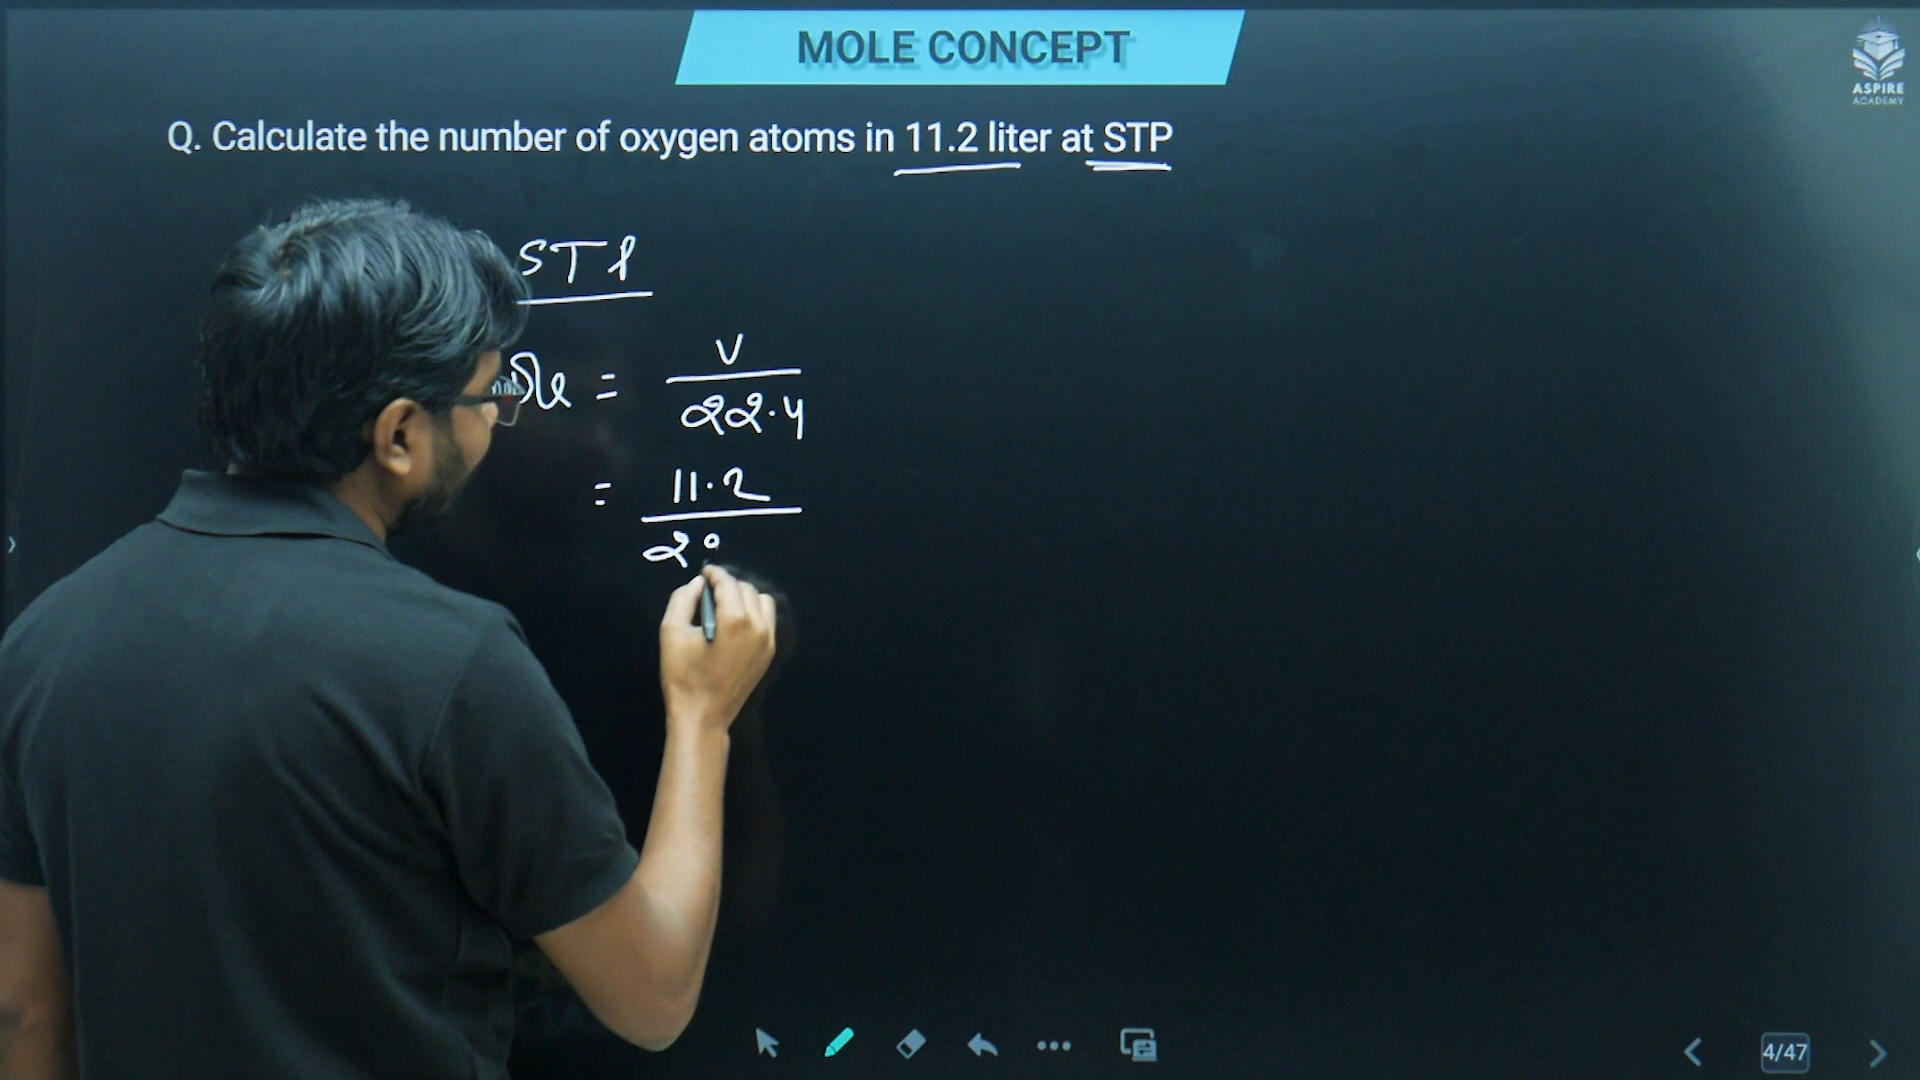 MOLE CONCEPT
ASPIRE
ACADEMY
Q. Calculate the number of oxygen atoms in 11.2 liter at STP
STP
= V
22.4
= 11.2
2
4/47